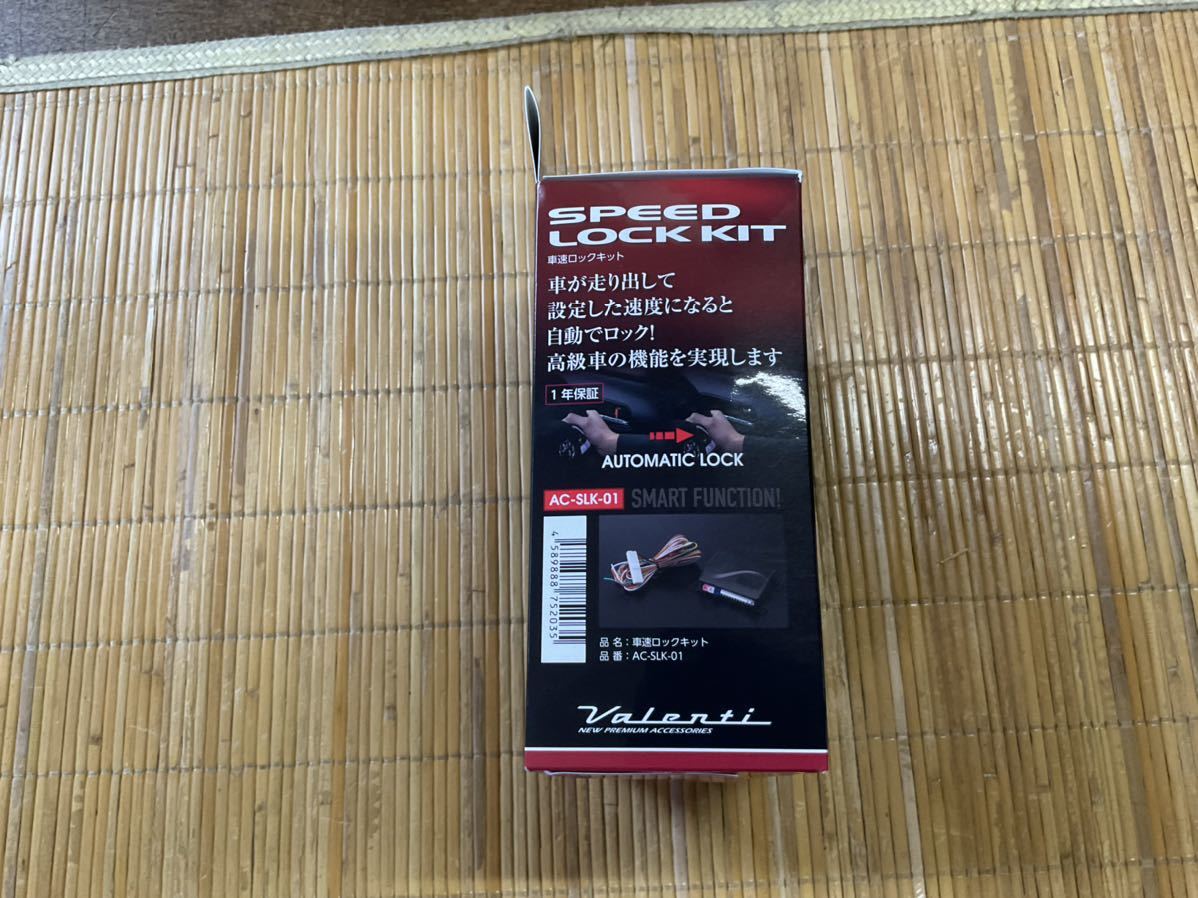 SPEED
LOCK KIT
車速ロックキット
車が走り出して
設定した速度になると
自動でロック!
高級車の機能を実現します
1年保証
AUTOMATIC LOCK
AC-SLK-01 SMART FUNCTION!
4 589888 752035
品 名：車速ロックキット
品 番：AC-SLK-01
Valenti
NEW PREMIUM ACCESSORIES